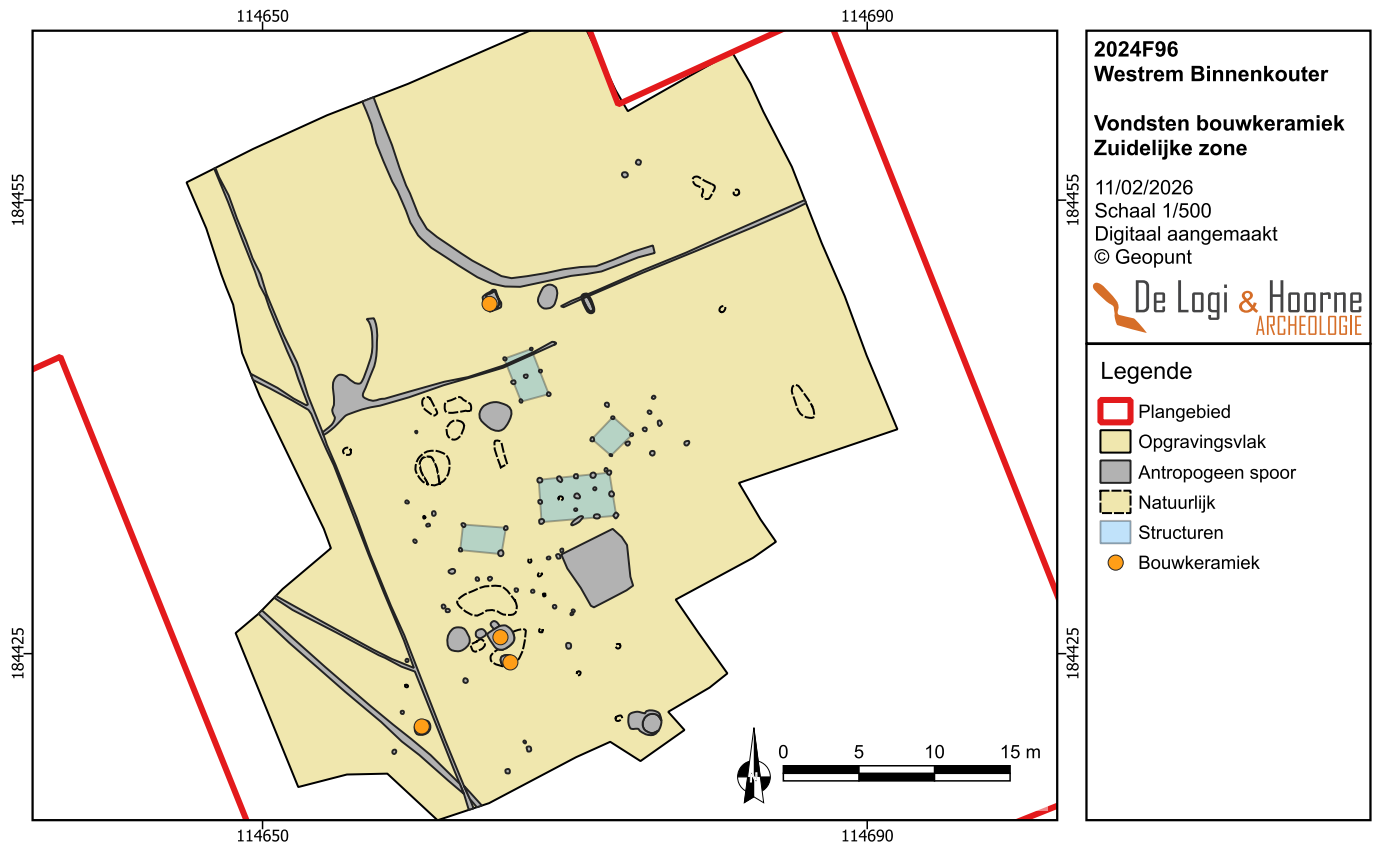 114650
114690
184455
184425
184455
184425
114650
114690
0 5 10 15 m
N
2024F96
Westrem Binnenkouter
Vondsten bouwkeramiek
Zuidelijke zone
11/02/2026
Schaal 1/500
Digitaal aangemaakt
© Geopunt
De Logi & Hoorne
ARCHEOLOGIE
Legende
Plangebied
Opgravingsvlak
Antropogeen spoor
Natuurlijk
Structuren
Bouwkeramiek